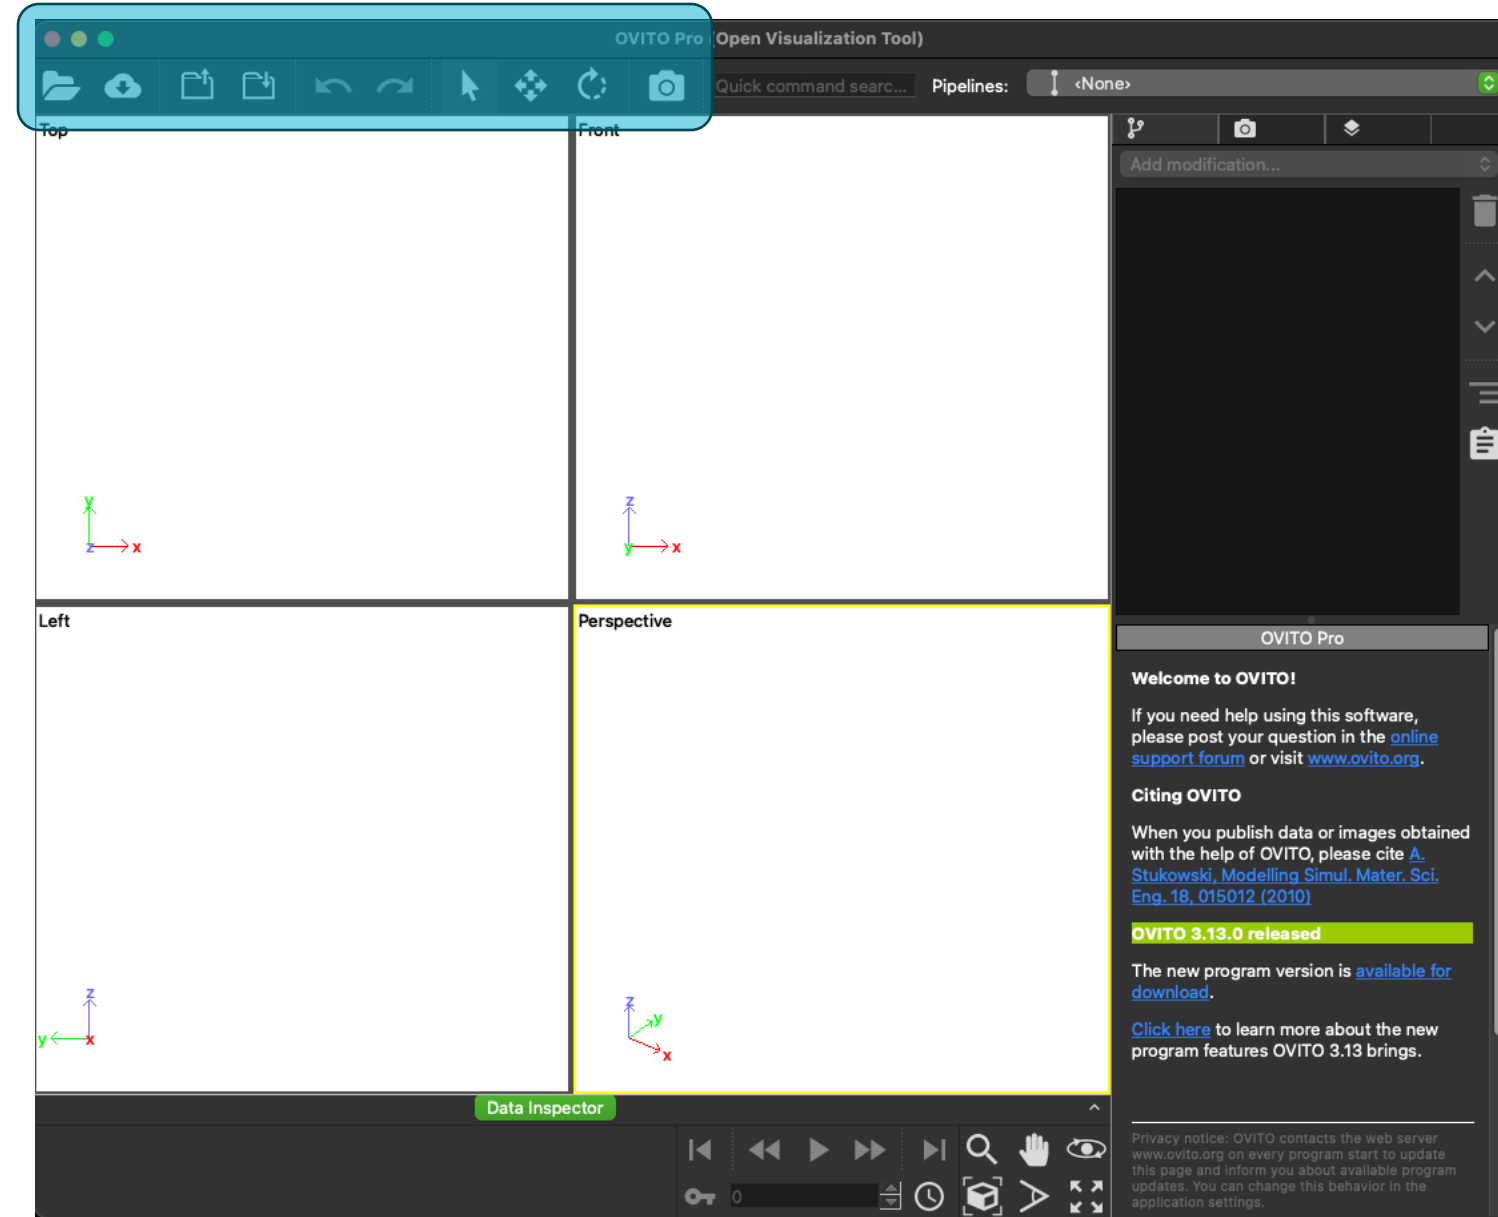 OVITO Pro (Open Visualization Tool)
Quick command searc...
Pipelines:
<None>
Top
Front
Add modification...
y
z
x
z
y
x
Left
Perspective
z
y
x
z
y
x
OVITO Pro
Welcome to OVITO!
If you need help using this software,
please post your question in the online
support forum or visit www.ovito.org.
Citing OVITO
When you publish data or images obtained
with the help of OVITO, please cite A.
Stukowski, Modelling Simul. Mater. Sci.
Eng. 18, 015012 (2010)
OVITO 3.13.0 released
The new program version is available for
download.
Click here to learn more about the new
program features OVITO 3.13 brings.
Privacy notice: OVITO contacts the web server
www.ovito.org on every program start to update
this page and inform you about available program
updates. You can change this behavior in the
application settings.
Data Inspector
0